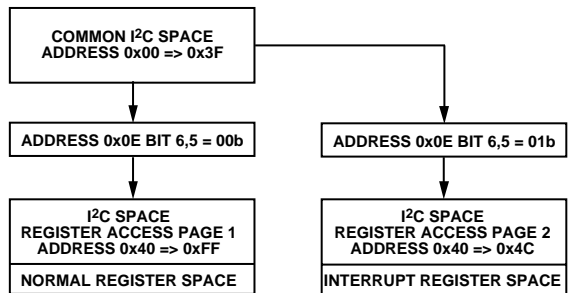 COMMON I²C SPACE
ADDRESS 0x00 => 0x3F
ADDRESS 0x0E BIT 6,5 = 00b
ADDRESS 0x0E BIT 6,5 = 01b
I²C SPACE
REGISTER ACCESS PAGE 1
ADDRESS 0x40 => 0xFF
NORMAL REGISTER SPACE
I²C SPACE
REGISTER ACCESS PAGE 2
ADDRESS 0x40 => 0x4C
INTERRUPT REGISTER SPACE